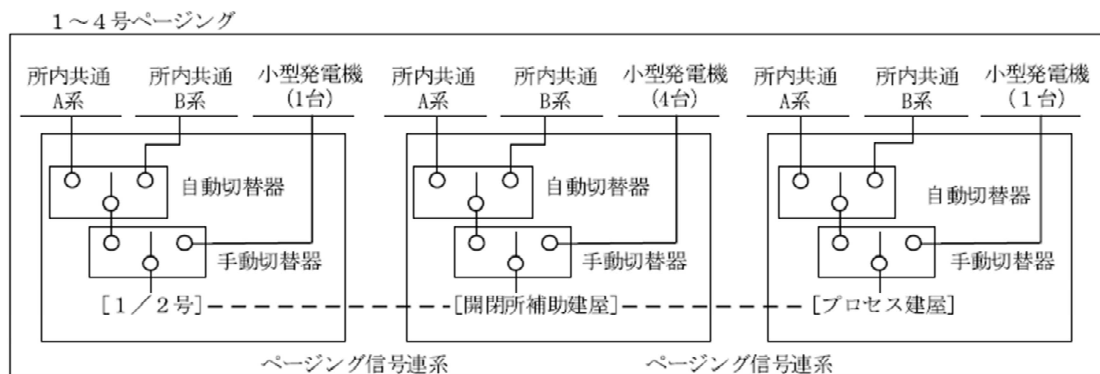 1~4号ページング
所内共通
A系
所内共通
B系
小型発電機
(1台)
自動切替器
手動切替器
[1/2号]
所内共通
A系
所内共通
B系
小型発電機
(4台)
自動切替器
手動切替器
[開閉所補助建屋]
所内共通
A系
所内共通
B系
小型発電機
(1台)
自動切替器
手動切替器
[プロセス建屋]
ページング信号連系
ページング信号連系